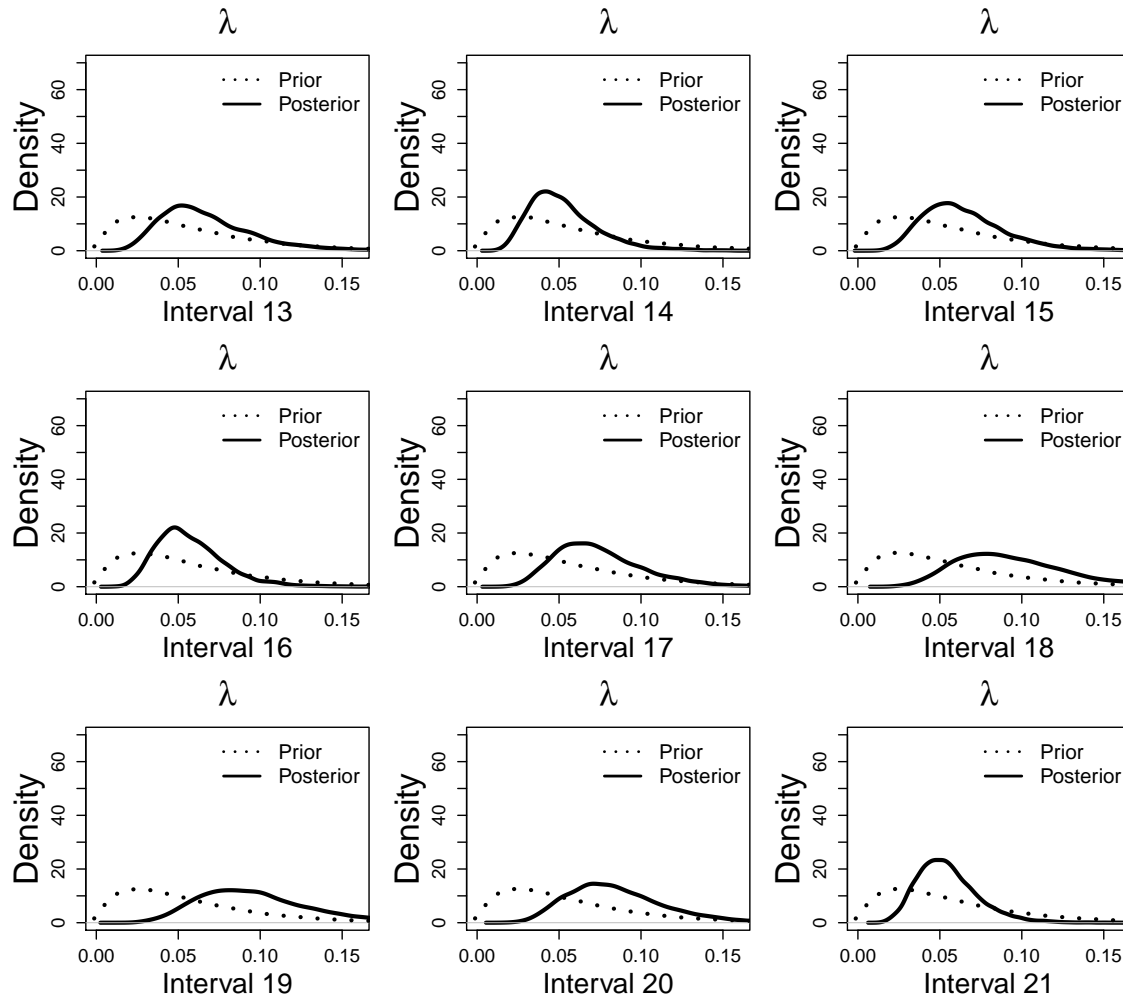 λ
Density
0 20 40 60
Prior
Posterior
0.00 0.05 0.10 0.15
Interval 13
λ
Density
0 20 40 60
Prior
Posterior
0.00 0.05 0.10 0.15
Interval 14
λ
Density
0 20 40 60
Prior
Posterior
0.00 0.05 0.10 0.15
Interval 15
λ
Density
0 20 40 60
Prior
Posterior
0.00 0.05 0.10 0.15
Interval 16
λ
Density
0 20 40 60
Prior
Posterior
0.00 0.05 0.10 0.15
Interval 17
λ
Density
0 20 40 60
Prior
Posterior
0.00 0.05 0.10 0.15
Interval 18
λ
Density
0 20 40 60
Prior
Posterior
0.00 0.05 0.10 0.15
Interval 19
λ
Density
0 20 40 60
Prior
Posterior
0.00 0.05 0.10 0.15
Interval 20
λ
Density
0 20 40 60
Prior
Posterior
0.00 0.05 0.10 0.15
Interval 21